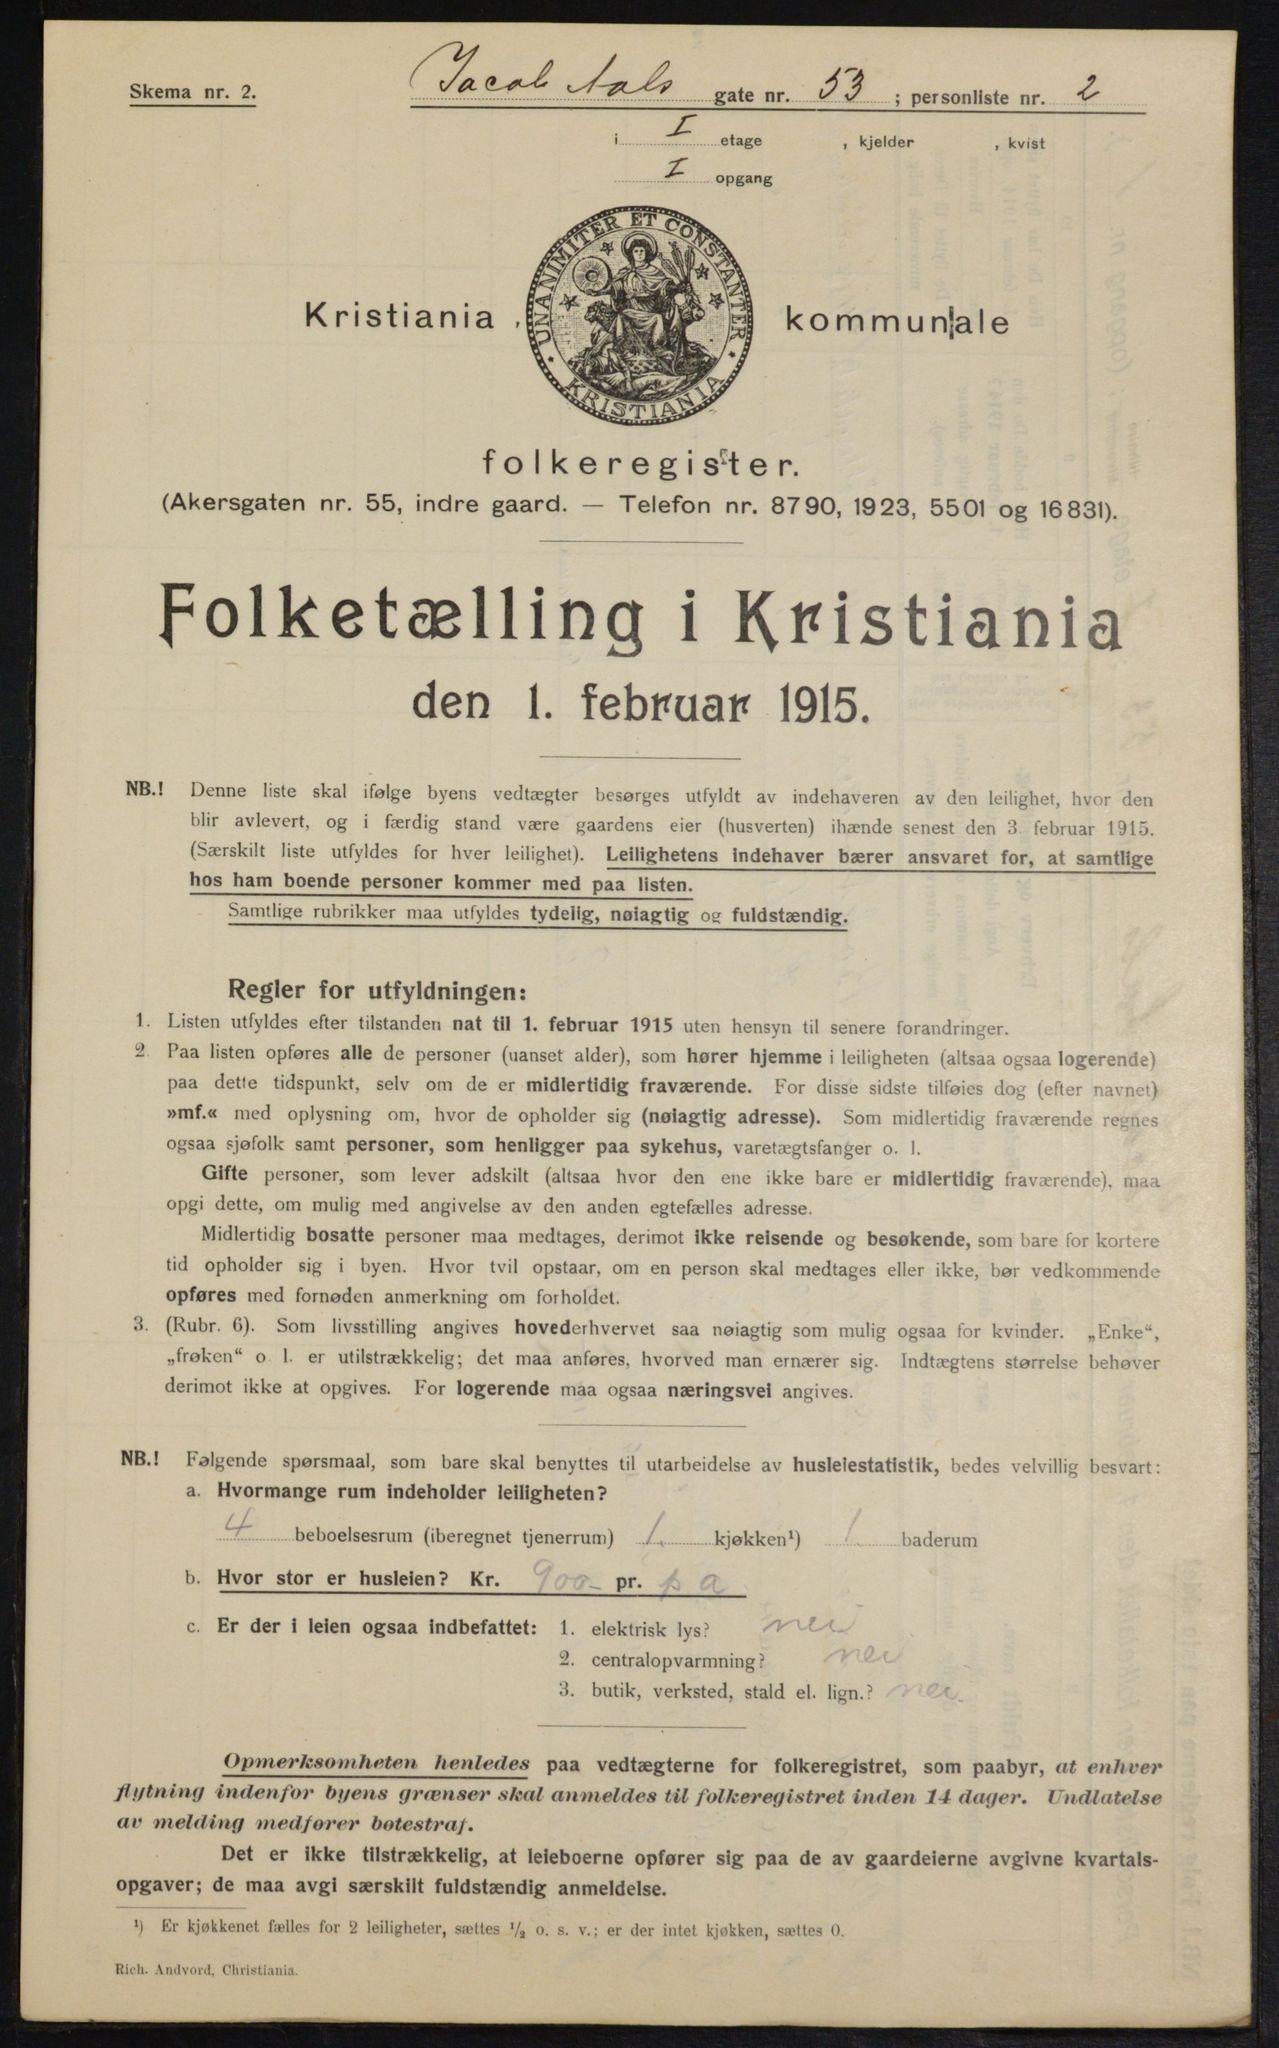 Skema nr. 2.
Jacob Aals gate nr. 53 ; personliste nr. 2
i I etage , kjelder , kvist
I opgang
UNANIMITER ET CONSTANTER
KRISTIANIA
Kristiania kommunale
folkeregister.
(Akersgaten nr. 55, indre gaard. — Telefon nr. 8790, 1923, 5501 og 16831).
Folketælling i Kristiania
den 1. februar 1915.
NB.! Denne liste skal ifølge byens vedtægter besørges utfyldt av indehaveren av den leilighet, hvor den
blir avlevert, og i færdig stand være gaardens eier (husverten) ihænde senest den 3. februar 1915.
(Særskilt liste utfyldes for hver leilighet). Leilighetens indehaver bærer ansvaret for, at samtlige
hos ham boende personer kommer med paa listen.
Samtlige rubrikker maa utfyldes tydelig, nøiagtig og fuldstændig.
Regler for utfyldningen:
1. Listen utfyldes efter tilstanden nat til 1. februar 1915 uten hensyn til senere forandringer.
2. Paa listen opføres alle de personer (uanset alder), som hører hjemme i leiligheten (altsaa ogsaa logerende)
paa dette tidspunkt, selv om de er midlertidig fraværende. For disse sidste tilføies dog (efter navnet)
»mf.« med oplysning om, hvor de opholder sig (nøiagtig adresse). Som midlertidig fraværende regnes
ogsaa sjøfolk samt personer, som henligger paa sykehus, varetægtsfanger o. l.
Gifte personer, som lever adskilt (altsaa hvor den ene ikke bare er midlertidig fraværende), maa
opgi dette, om mulig med angivelse av den anden egtefælles adresse.
Midlertidig bosatte personer maa medtages, derimot ikke reisende og besøkende, som bare for kortere
tid opholder sig i byen. Hvor tvil opstaar, om en person skal medtages eller ikke, bør vedkommende
opføres med fornøden anmerkning om forholdet.
3. (Rubr. 6). Som livsstilling angives hovederhvervet saa nøiagtig som mulig ogsaa for kvinder. „Enke“,
„frøken“ o. l. er utilstrækkelig; det maa anføres, hvorved man ernærer sig. Indtægtens størrelse behøver
derimot ikke at opgives. For logerende maa ogsaa næringsvei angives.
NB.! Følgende spørsmaal, som bare skal benyttes til utarbeidelse av husleiestatistik, bedes velvillig besvart:
a. Hvormange rum indeholder leiligheten?
4 beboelsesrum (iberegnet tjenerrum) 1. kjøkken¹) 1. baderum
b. Hvor stor er husleien? Kr. 900- pr. p a
c. Er der i leien ogsaa indbefattet: 1. elektrisk lys? nei
2. centralopvarmning? nei
3. butik, verksted, stald el. lign.? nei
Opmerksomheten henledes paa vedtægterne for folkeregistret, som paabyr, at enhver
flytning indenfor byens grænser skal anmeldes til folkeregistret inden 14 dager. Undlatelse
av melding medfører bøtestraf.
Det er ikke tilstrækkelig, at leieboerne opfører sig paa de av gaardeierne avgivne kvartals-
opgaver; de maa avgi særskilt fuldstændig anmeldelse.
¹) Er kjøkkenet fælles for 2 leiligheter, sættes ½ o. s. v.; er der intet kjøkken, sættes 0.
Rich. Andvord, Christiania.